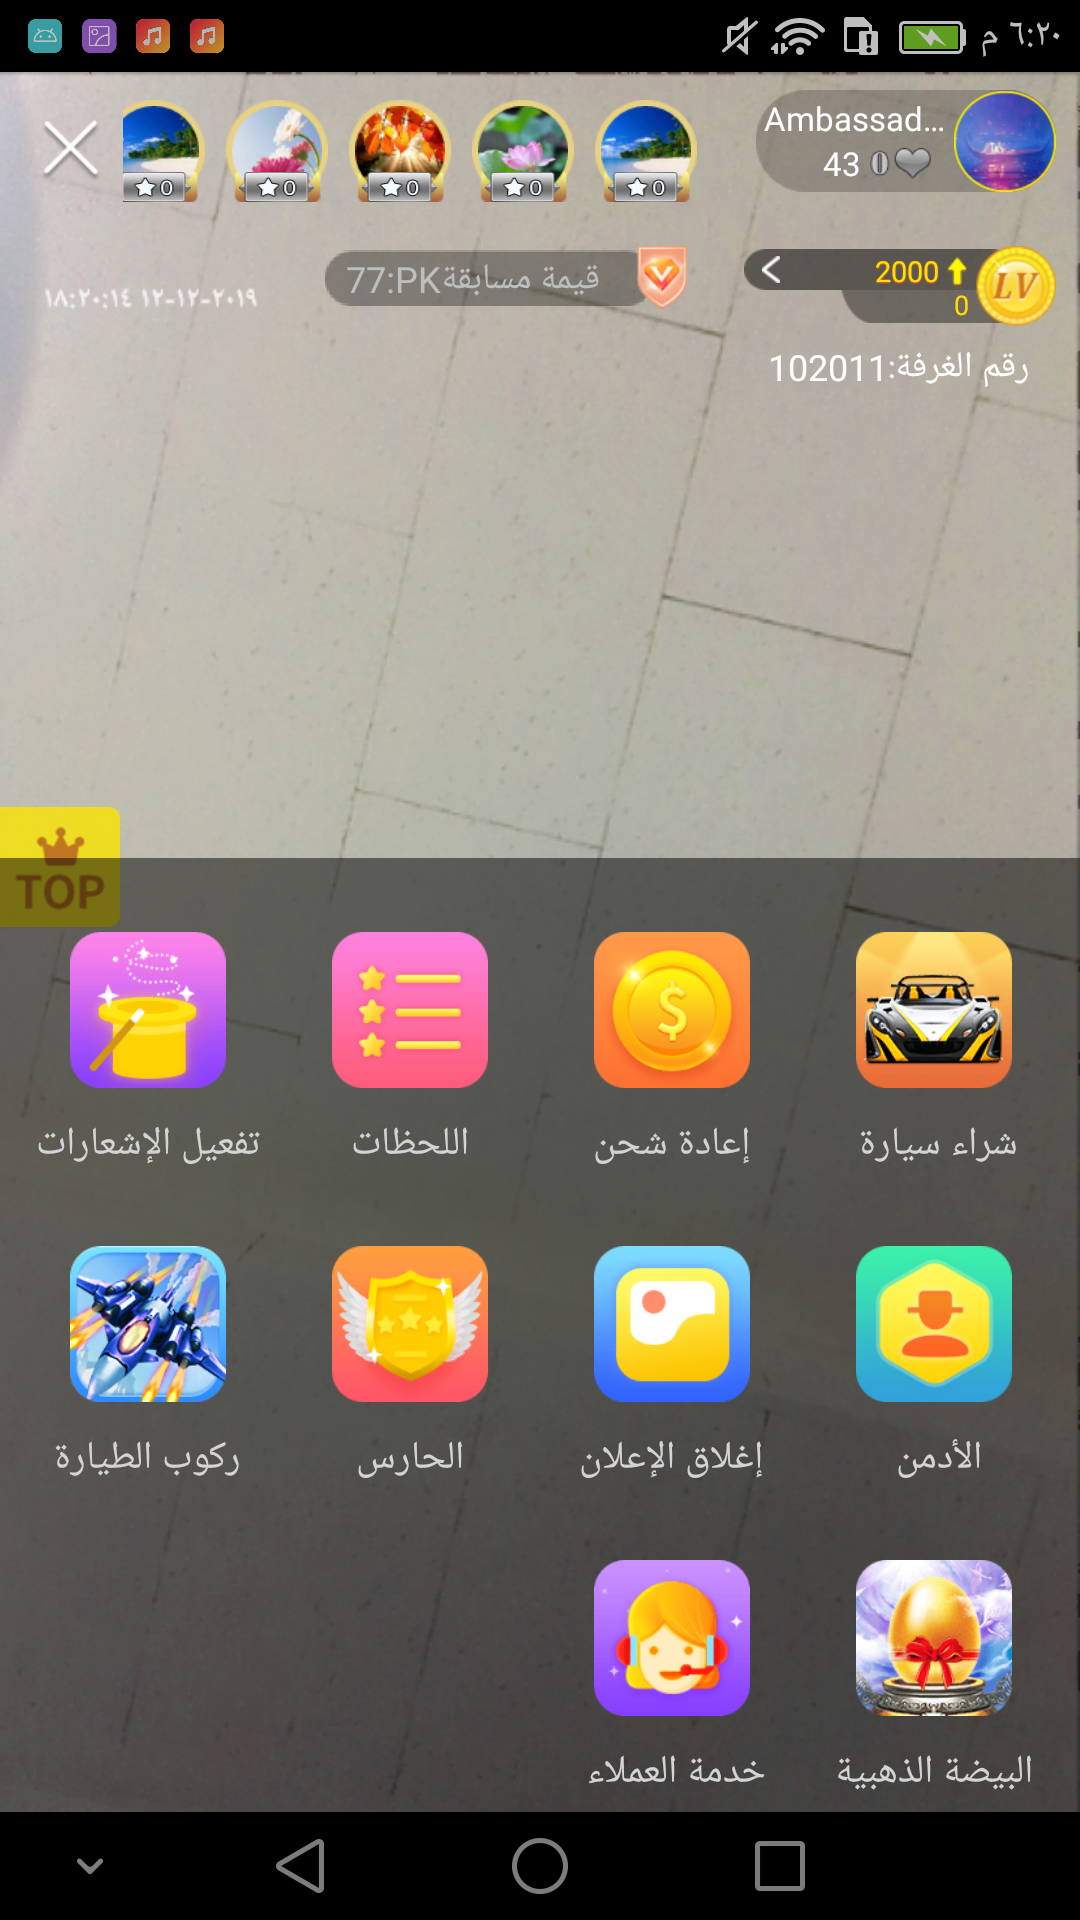 ٦:٢٠ م
Ambassad...
43 0
0
0
0
0
0
2000
0
LV
قيمة مسابقة77:PK
٢٠١٩-١٢-١٢ ١٨:٢٠:١٤
رقم الغرفة:102011
TOP
شراء سيارة
إعادة شحن
اللحظات
تفعيل الإشعارات
الأدمن
إغلاق الإعلان
الحارس
ركوب الطيارة
البيضة الذهبية
خدمة العملاء